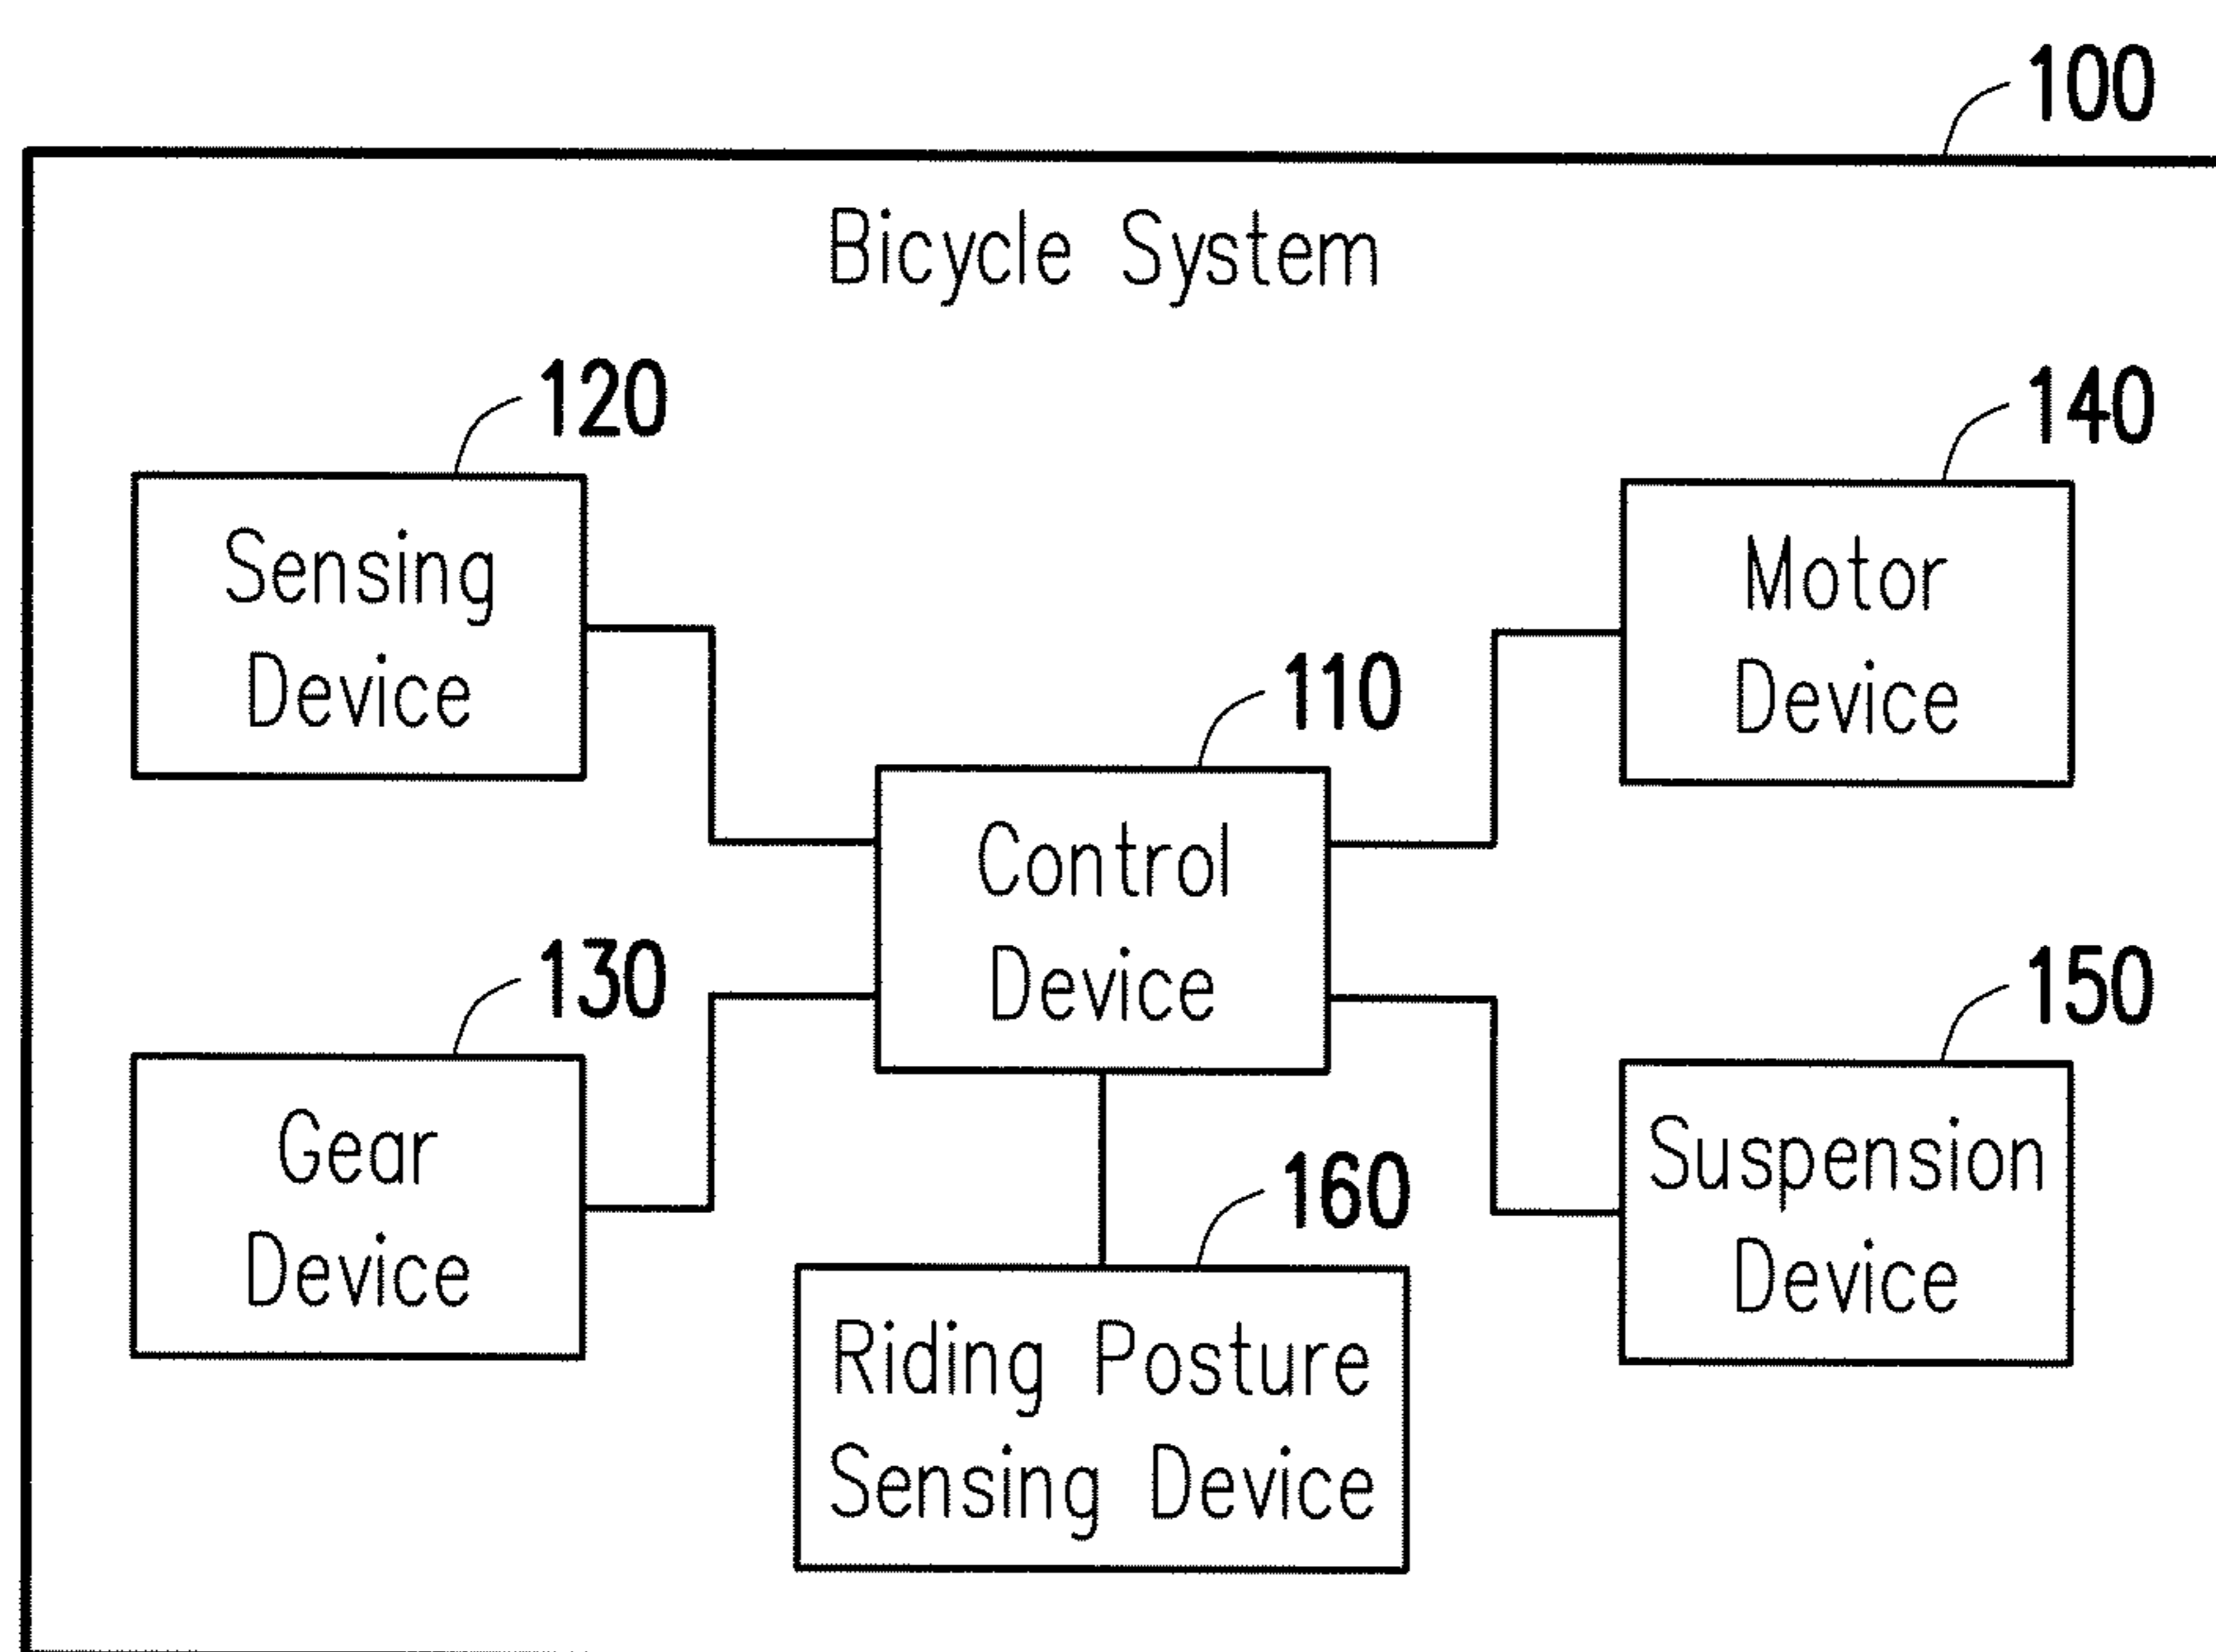 100
Bicycle System
120
140
Sensing
Device
Motor
Device
110
Control
Device
130
150
Gear
Device
Suspension
Device
160
Riding Posture
Sensing Device